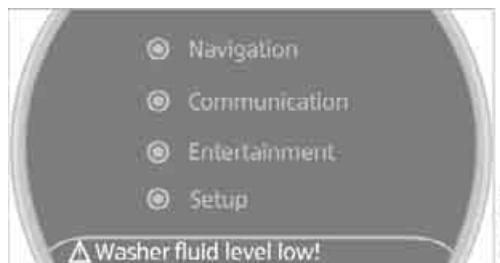 Navigation
Communication
Entertainment
Setup
Washer fluid level low!